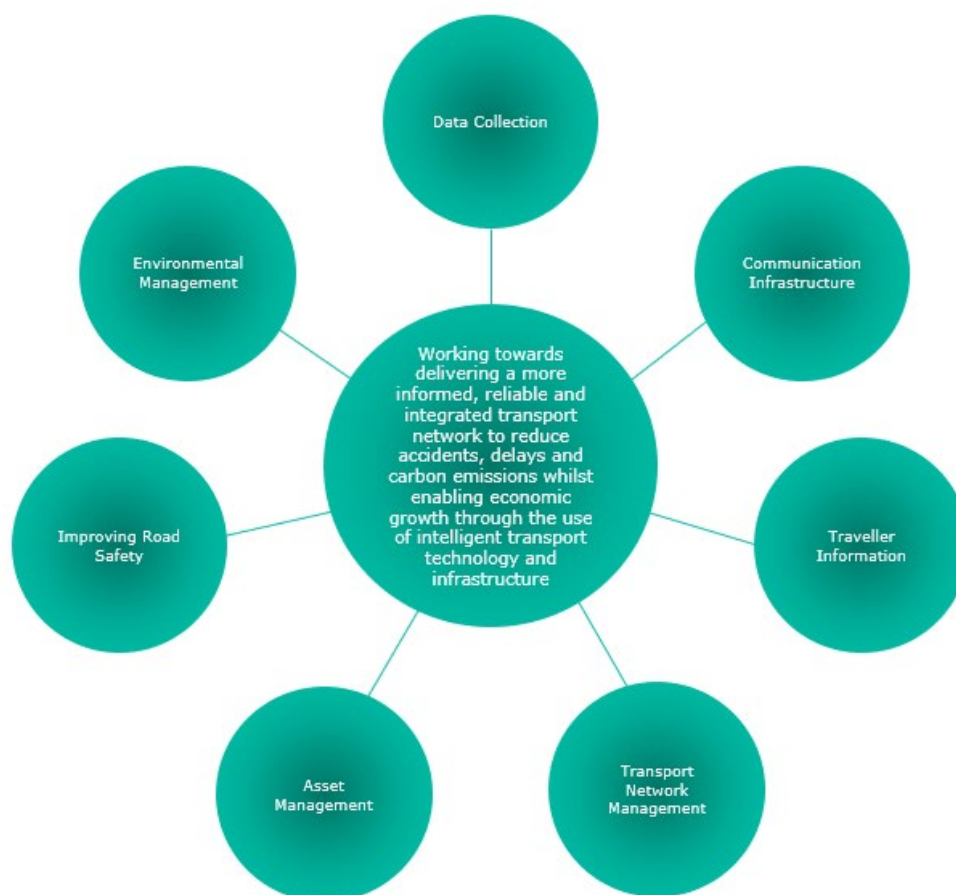 Data Collection
Environmental
Management
Communication
Infrastructure
Working towards
delivering a more
informed, reliable and
integrated transport
network to reduce
accidents, delays and
carbon emissions whilst
enabling economic
growth through the use
of intelligent transport
technology and
infrastructure
Improving Road
Safety
Traveller
Information
Asset
Management
Transport
Network
Management